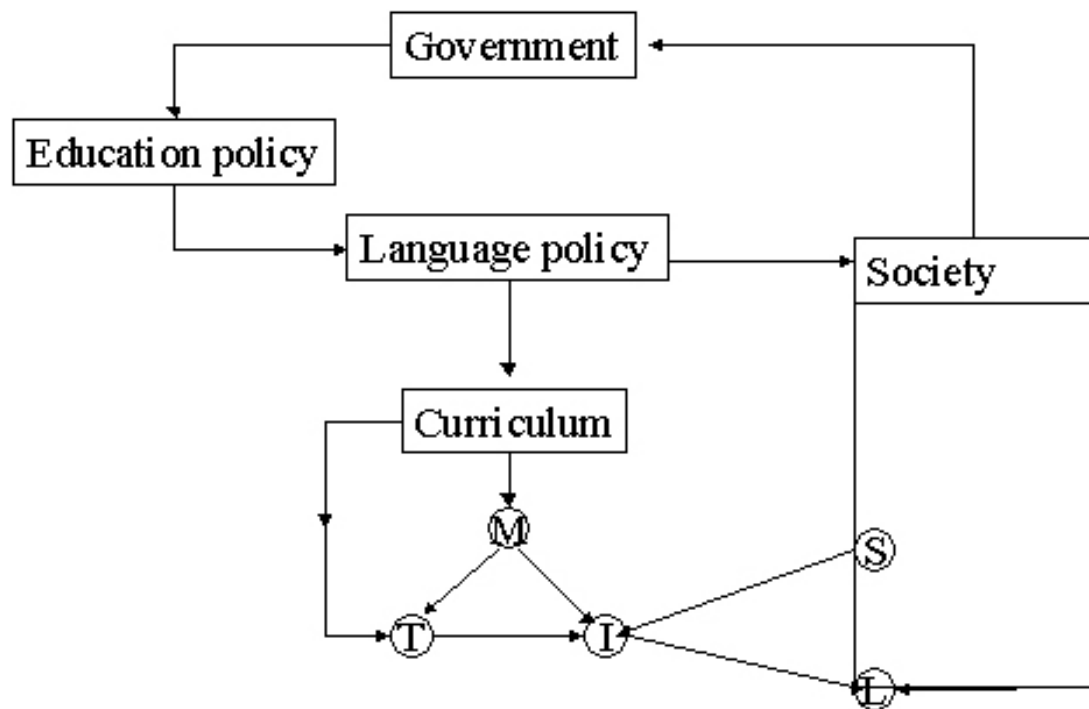 Government
Education policy
Language policy
Society
Curriculum
M
S
T
I
L